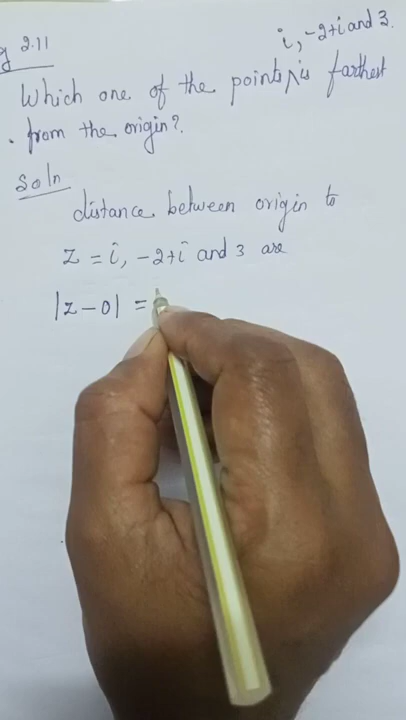 g 2.11
i, -2+i and 3.
Which one of the points ∧ is farthest
from the origin?
Soln
distance between origin to
Z = i, -2+i and 3 are
|z-0| =